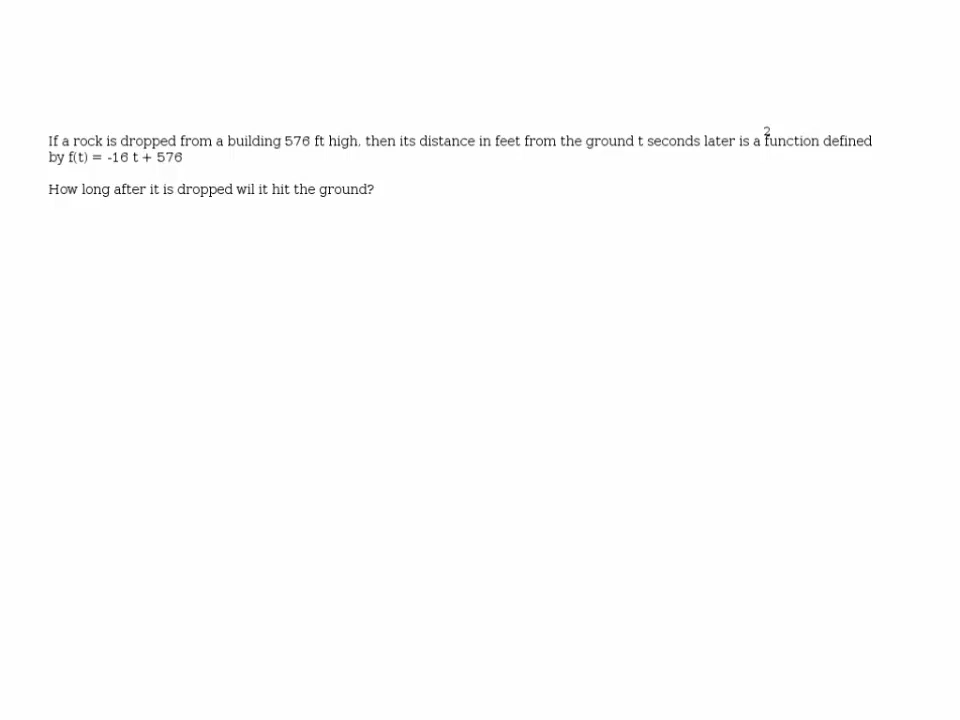 2
If a rock is dropped from a building 576 ft high, then its distance in feet from the ground t seconds later is a function defined
by f(t) = -16 t + 576
How long after it is dropped wil it hit the ground?